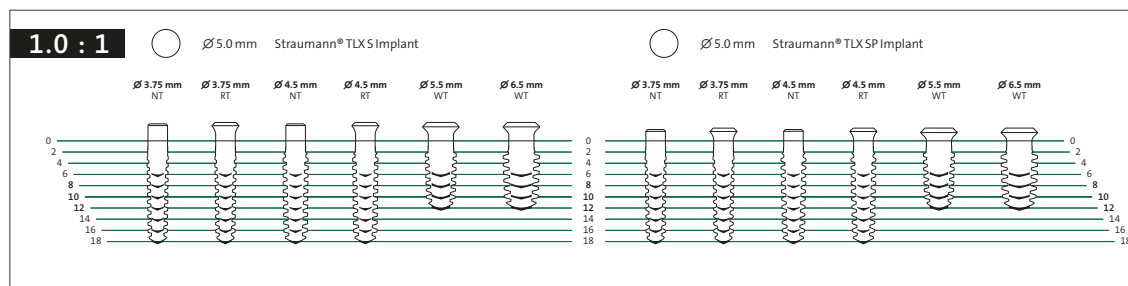 1.0 : 1
Ø 5.0 mm Straumann® TLX S Implant
Ø 5.0 mm Straumann® TLX SP Implant
Ø 3.75 mm Ø 3.75 mm Ø 4.5 mm Ø 4.5 mm Ø 5.5 mm Ø 6.5 mm
NT RT NT RT WT WT
Ø 3.75 mm Ø 3.75 mm Ø 4.5 mm Ø 4.5 mm Ø 5.5 mm Ø 6.5 mm
NT RT NT RT WT WT
0 0 0
2 2 2
4 4 4
6 6 6
8 8 8
10 10 10
12 12 12
14 14 14
16 16 16
18 18 18